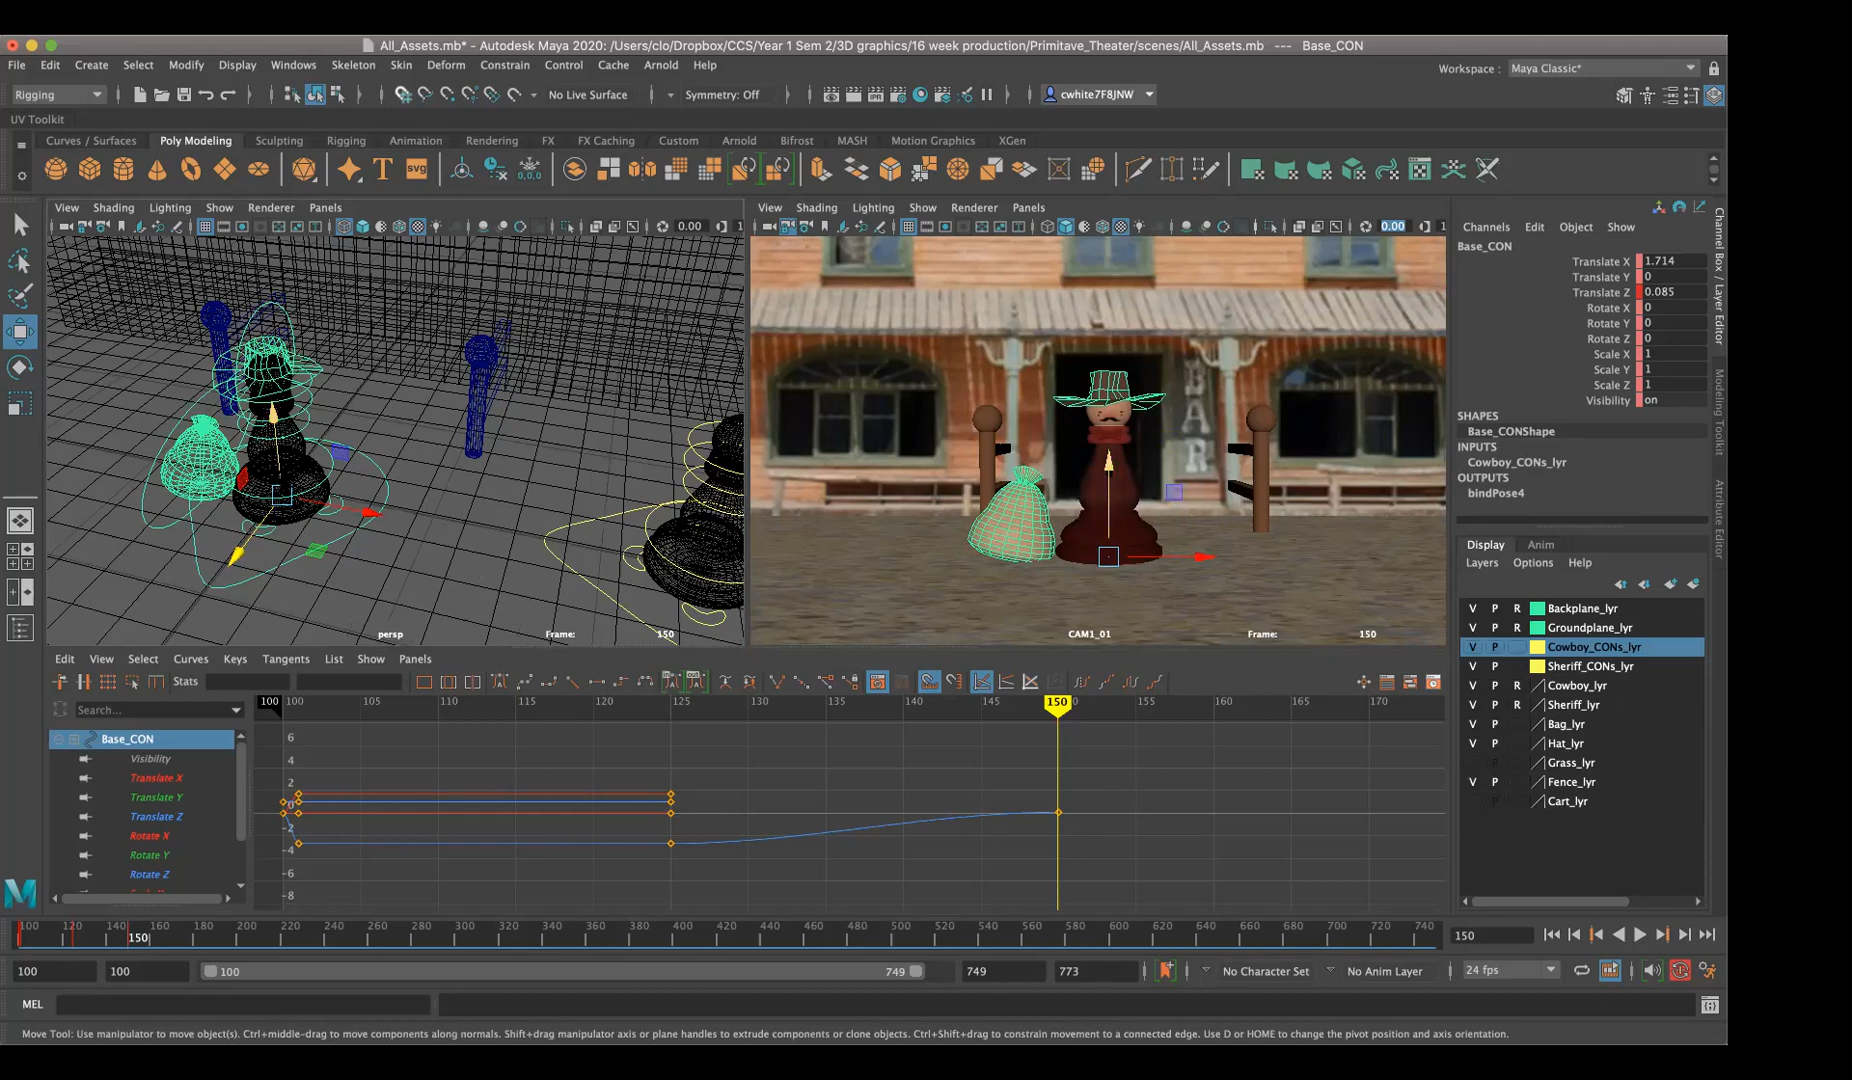 All_Assets.mb* - Autodesk Maya 2020: /Users/clo/Dropbox/CCS/Year 1 Sem 2/3D graphics/16 week production/Primitave_Theater/scenes/All_Assets.mb --- Base_CON
File Edit Create Select Modify Display Windows Skeleton Skin Deform Constrain Control Cache Arnold Help
Workspace : Maya Classic*
Rigging No Live Surface Symmetry: Off cwhite7F8JNW
UV Toolkit
Curves / Surfaces Poly Modeling Sculpting Rigging Animation Rendering FX FX Caching Custom Arnold Bifrost MASH Motion Graphics XGen
T svg 0,0,0
View Shading Lighting Show Renderer Panels
0.00 1
View Shading Lighting Show Renderer Panels
0.00 1
BAR
persp Frame: 150
CAM1_01 Frame: 150
Channels Edit Object Show
Base_CON
Translate X 1.714
Translate Y 0
Translate Z 0.085
Rotate X 0
Rotate Y 0
Rotate Z 0
Scale X 1
Scale Y 1
Scale Z 1
Visibility on
SHAPES
Base_CONShape
INPUTS
Cowboy_CONs_lyr
OUTPUTS
bindPose4
Display Anim
Layers Options Help
V P R Backplane_lyr
V P R Groundplane_lyr
V P Cowboy_CONs_lyr
V P Sheriff_CONs_lyr
V P R Cowboy_lyr
V P R Sheriff_lyr
V P Bag_lyr
V P Hat_lyr
P Grass_lyr
V P Fence_lyr
P Cart_lyr
Channel Box / Layer Editor
Modeling Toolkit
Attribute Editor
Edit View Select Curves Keys Tangents List Show Panels
Stats
Search...
Base_CON
Visibility
Translate X
Translate Y
Translate Z
Rotate X
Rotate Y
Rotate Z
100 100 105 110 115 120 125 130 135 140 145 150 155 160 165 170
6
4
2
0
-2
-4
-6
-8
100 120 140 160 180 200 220 240 260 280 300 320 340 360 380 400 420 440 460 480 500 520 540 560 580 600 620 640 660 680 700 720 740
150
150
100 100 100 749 749 773 No Character Set No Anim Layer 24 fps
MEL
Move Tool: Use manipulator to move object(s). Ctrl+middle-drag to move components along normals. Shift+drag manipulator axis or plane handles to extrude components or clone objects. Ctrl+Shift+drag to constrain movement to a connected edge. Use D or HOME to change the pivot position and axis orientation.